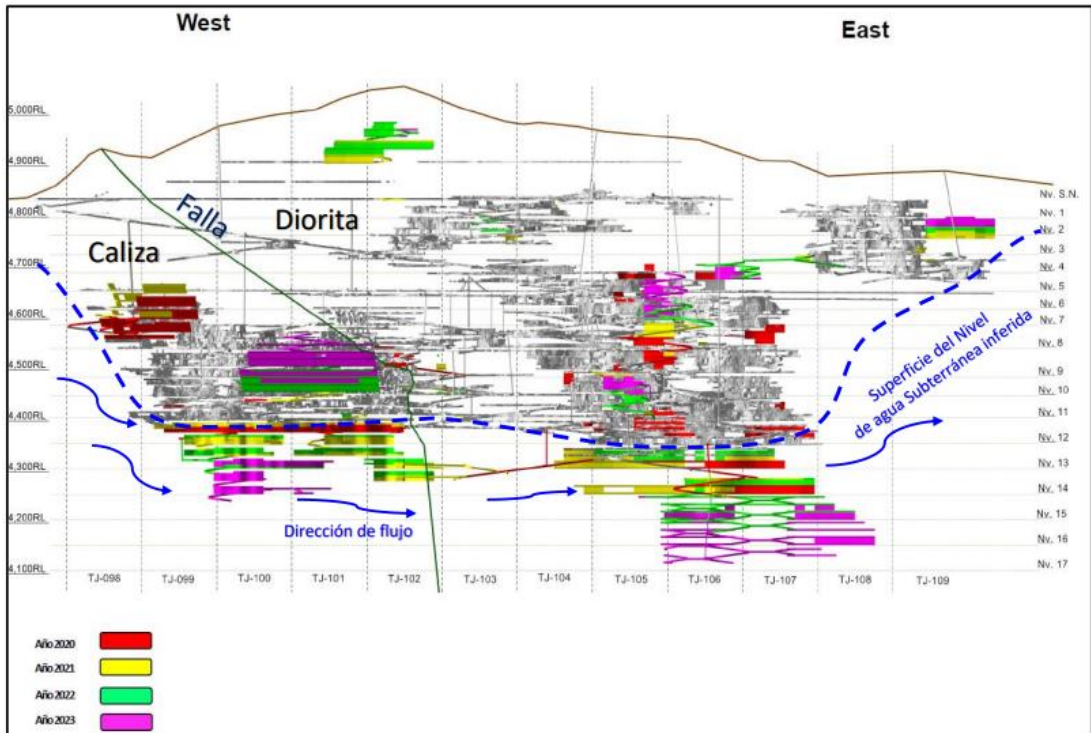 West
East
5,000RL
4,900RL
4,800RL
4,700RL
4,600RL
4,500RL
4,400RL
4,300RL
4,200RL
4,100RL
Caliza
Falla
Diorita
Nv. S.N.
Nv. 1
Nv. 2
Nv. 3
Nv. 4
Nv. 5
Nv. 6
Nv. 7
Nv. 8
Nv. 9
Nv. 10
Nv. 11
Nv. 12
Nv. 13
Nv. 14
Nv. 15
Nv. 16
Nv. 17
Superficie del Nivel
de agua Subterránea inferida
Dirección de flujo
TJ-098
TJ-099
TJ-100
TJ-101
TJ-102
TJ-103
TJ-104
TJ-105
TJ-106
TJ-107
TJ-108
TJ-109
Año 2020
Año 2021
Año 2022
Año 2023